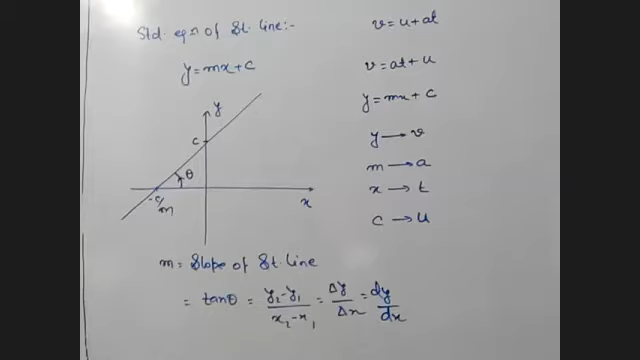 Std. eqn of St. line:-
y = mx + c
y
c
θ
-c/m
x
m = Slope of St. line
= tanθ = y₂-y₁/x₂-x₁ = Δy/Δx = dy/dx
v = u + at
v = at + u
y = mx + c
y → v
m → a
x → t
c → u